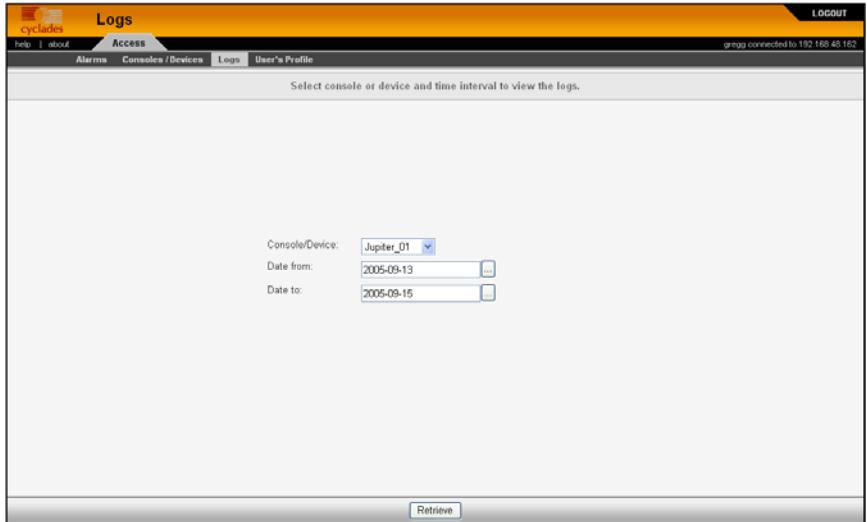 Logs
LOGOUT
cyclades
help | about
Access
gregg connected to 192.168.48.162
Alarms Consoles / Devices Logs User's Profile
Select console or device and time interval to view the logs.
Console/Device: Jupiter_01
Date from: 2005-09-13 ...
Date to: 2005-09-15 ...
Retrieve